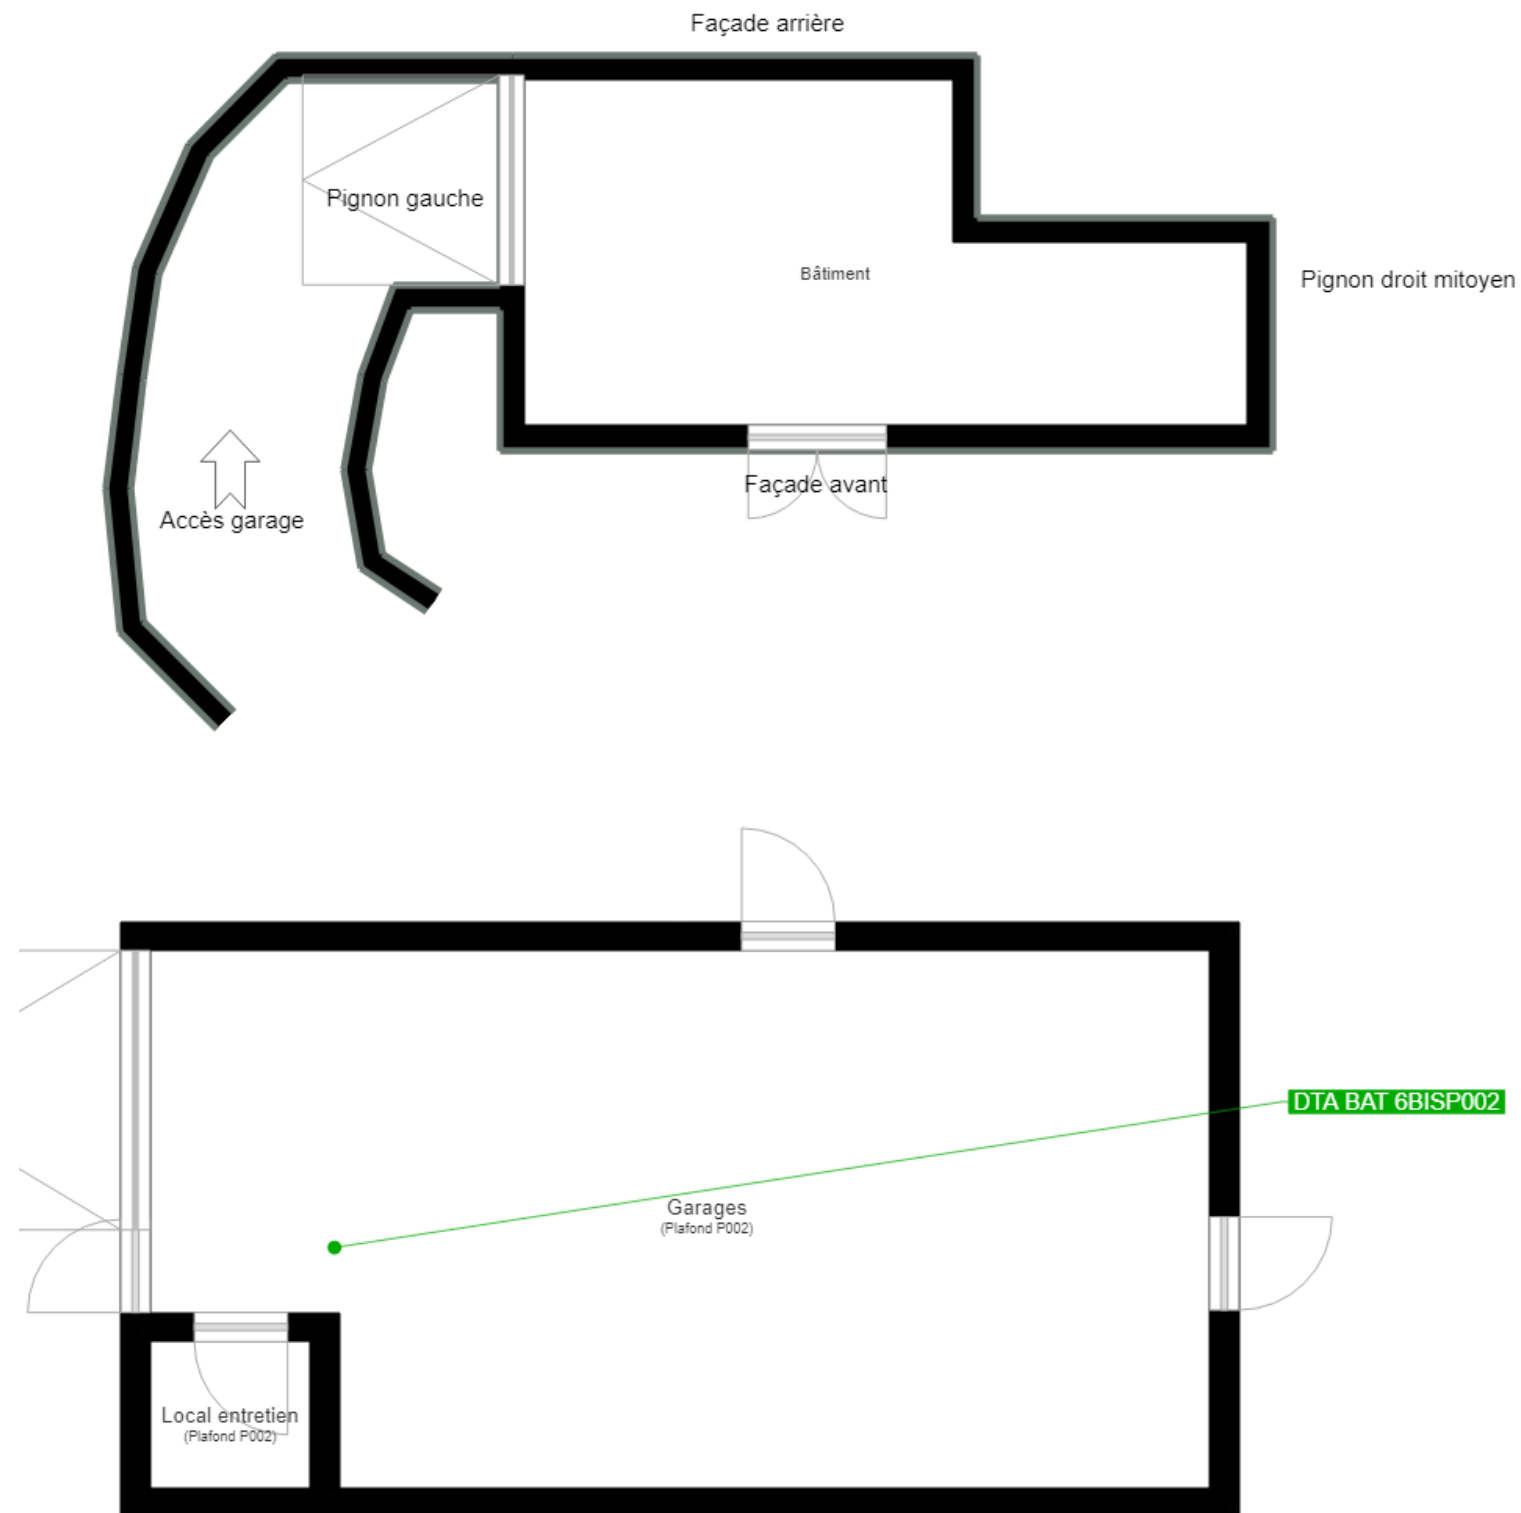 Façade arrière
Pignon gauche
Bâtiment
Pignon droit mitoyen
Façade avant
Accès garage
DTA BAT 6BISP002
Garages
(Plafond P002)
Local entretien
(Plafond P002)